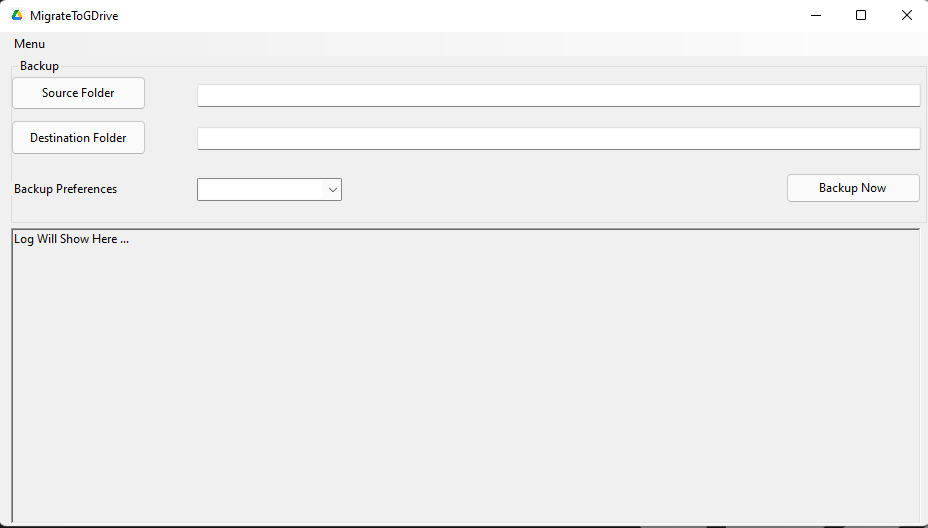 MigrateToGDrive
Menu
Backup
Source Folder
Destination Folder
Backup Preferences
Backup Now
Log Will Show Here ...